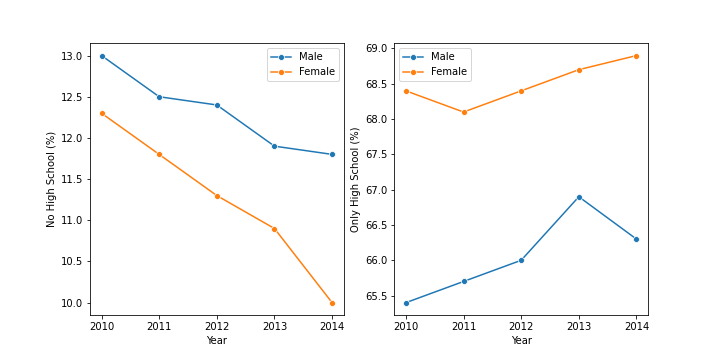 Male
Female
13.0
12.5
12.0
11.5
11.0
10.5
10.0
No High School (%)
2010 2011 2012 2013 2014
Year
Male
Female
69.0
68.5
68.0
67.5
67.0
66.5
66.0
65.5
Only High School (%)
2010 2011 2012 2013 2014
Year